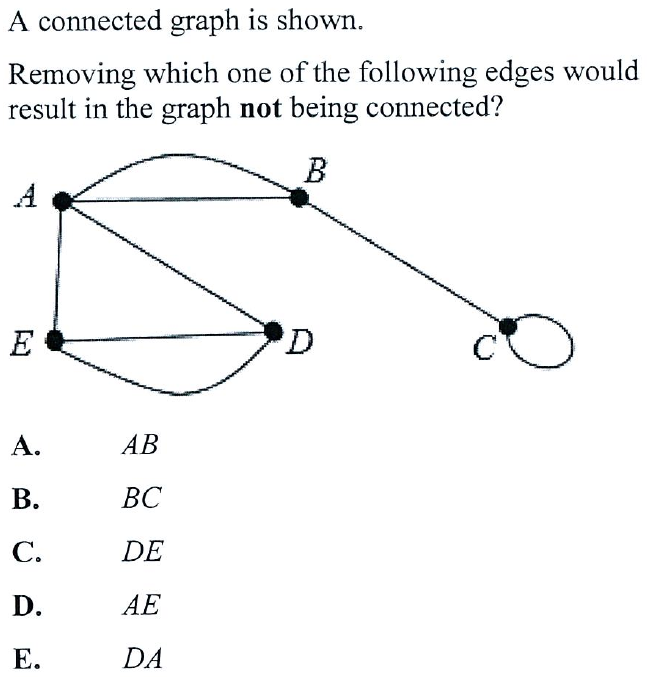 A connected graph is shown.
Removing which one of the following edges would
result in the graph not being connected?
B
A
E
D
C
A. AB
B. BC
C. DE
D. AE
E. DA